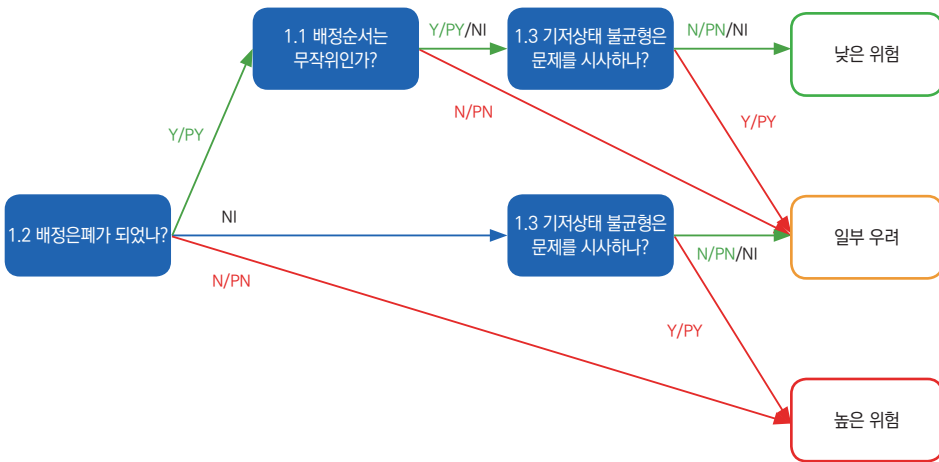 1.1 배정순서는
무작위인가?
Y/PY/NI
1.3 기저상태 불균형은
문제를 시사하나?
N/PN/NI
낮은 위험
N/PN
Y/PY
Y/PY
1.2 배정은폐가 되었나?
NI
1.3 기저상태 불균형은
문제를 시사하나?
N/PN/NI
일부 우려
N/PN
Y/PY
높은 위험